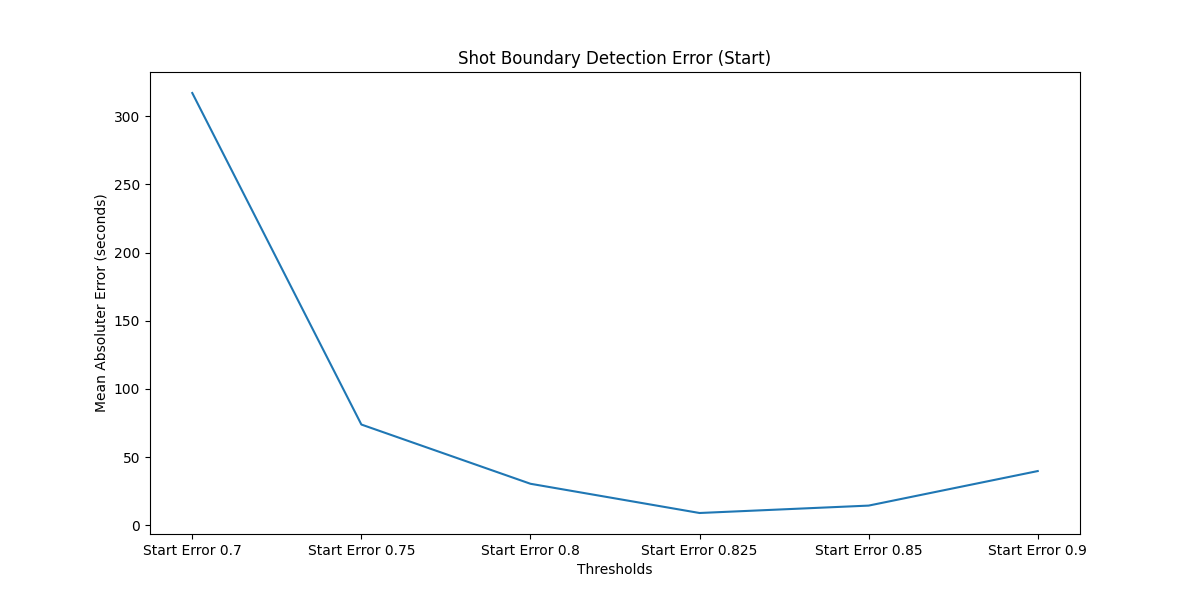 Shot Boundary Detection Error (Start)
Mean Absoluter Error (seconds)
300
250
200
150
100
50
0
Start Error 0.7 Start Error 0.75 Start Error 0.8 Start Error 0.825 Start Error 0.85 Start Error 0.9
Thresholds